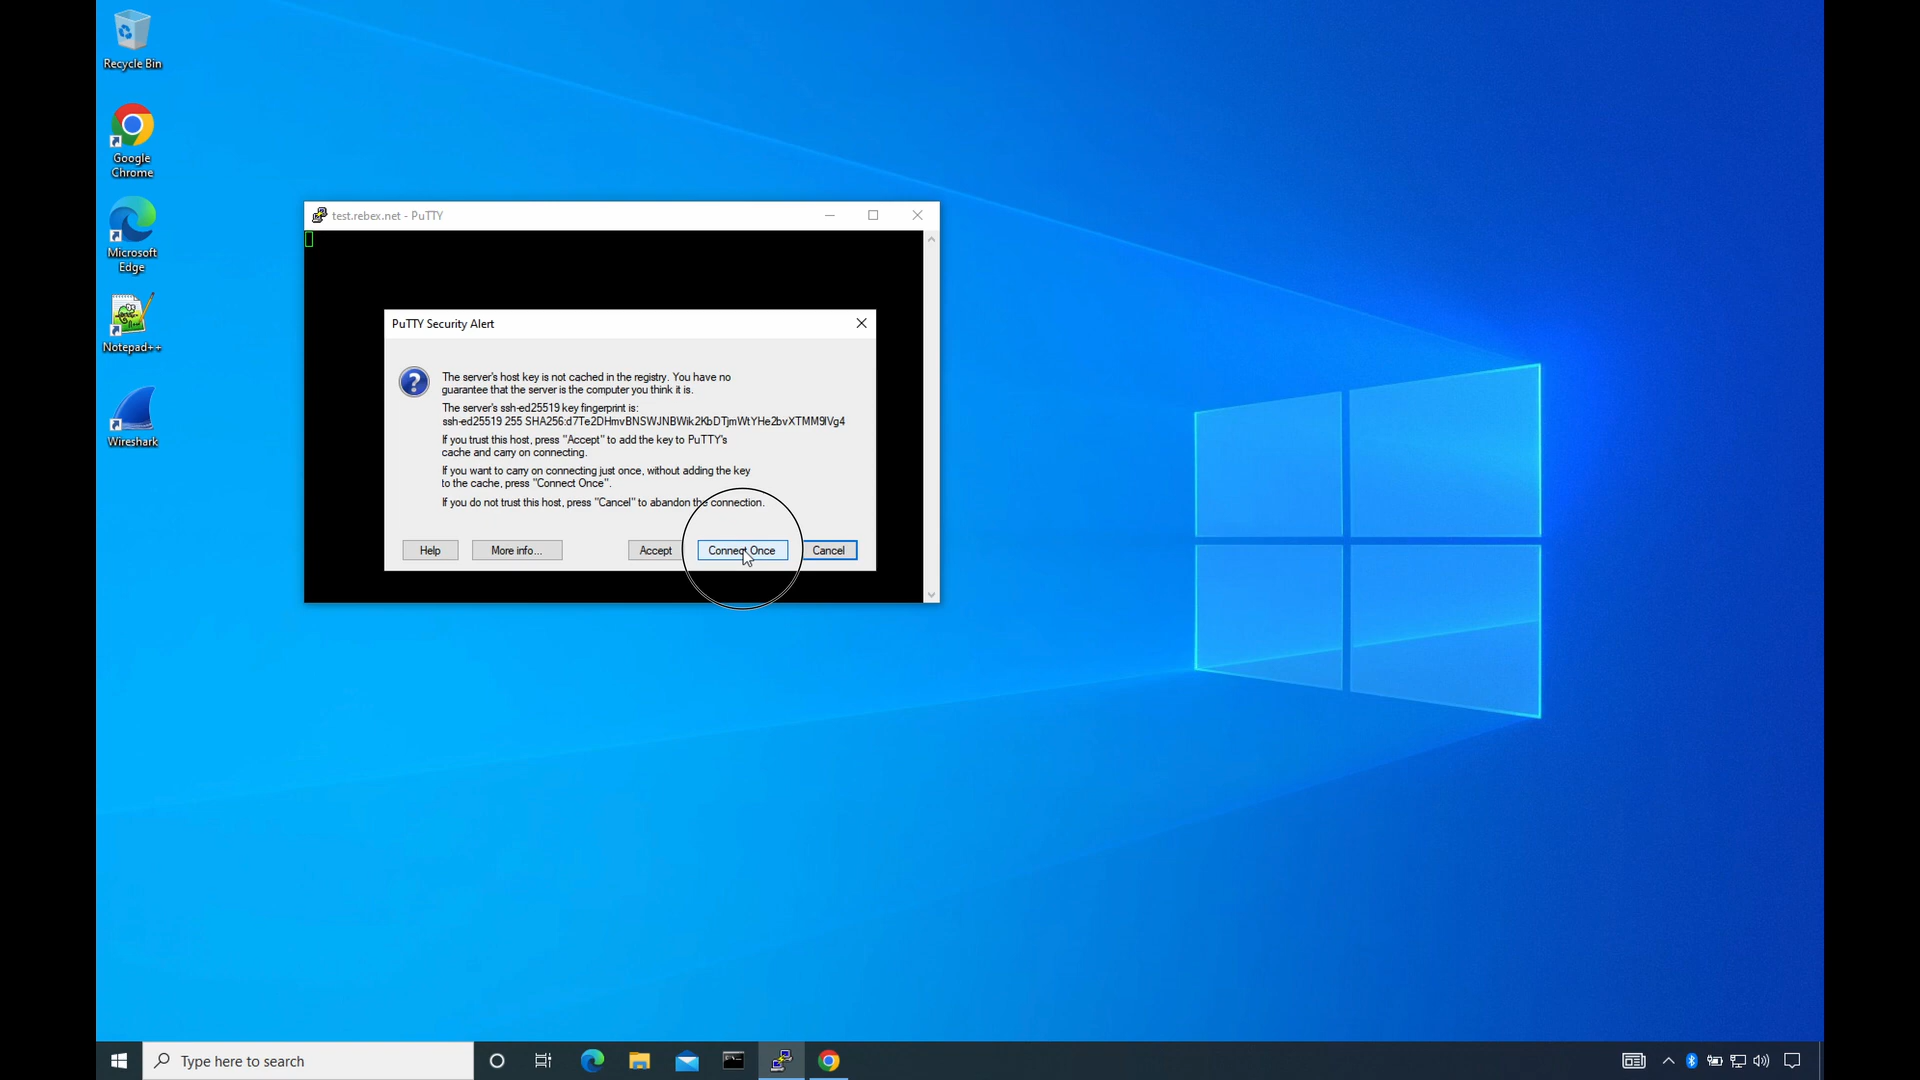 Recycle Bin
Google
Chrome
Microsoft
Edge
Notepad++
Wireshark
test.rebex.net - PuTTY
PuTTY Security Alert
The server's host key is not cached in the registry. You have no
guarantee that the server is the computer you think it is.
The server's ssh-ed25519 key fingerprint is:
ssh-ed25519 255 SHA256:d7Te2DHmvBNSWJNBWik2KbDTjmWtYHe2bvXTMM9lVg4
If you trust this host, press "Accept" to add the key to PuTTY's
cache and carry on connecting.
If you want to carry on connecting just once, without adding the key
to the cache, press "Connect Once".
If you do not trust this host, press "Cancel" to abandon the connection.
Help
More info...
Accept
Connect Once
Cancel
Type here to search